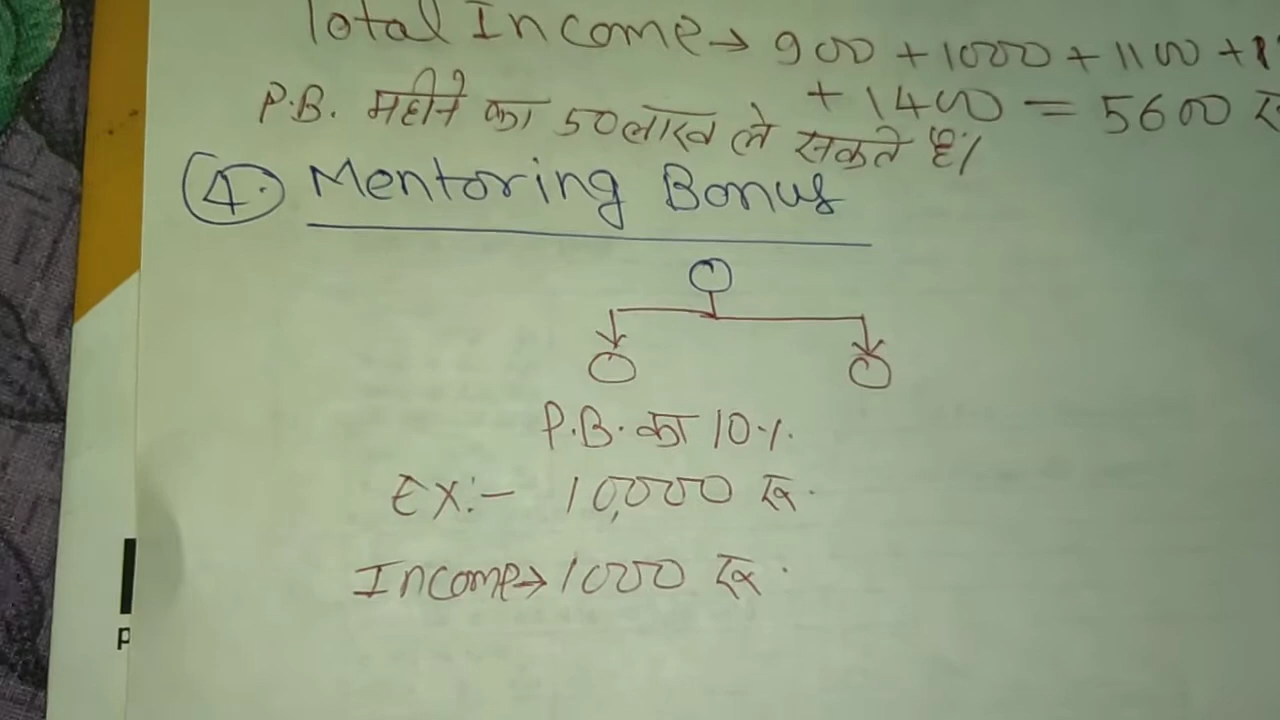 Total Income → 900 + 1000 + 1100 +
+ 1400 = 5600
P.B. महीने का 50लाख ले सकते है।
4. Mentoring Bonus
P.B. का 10%.
Ex:- 10,000 रू.
Income → 1000 रू.
P